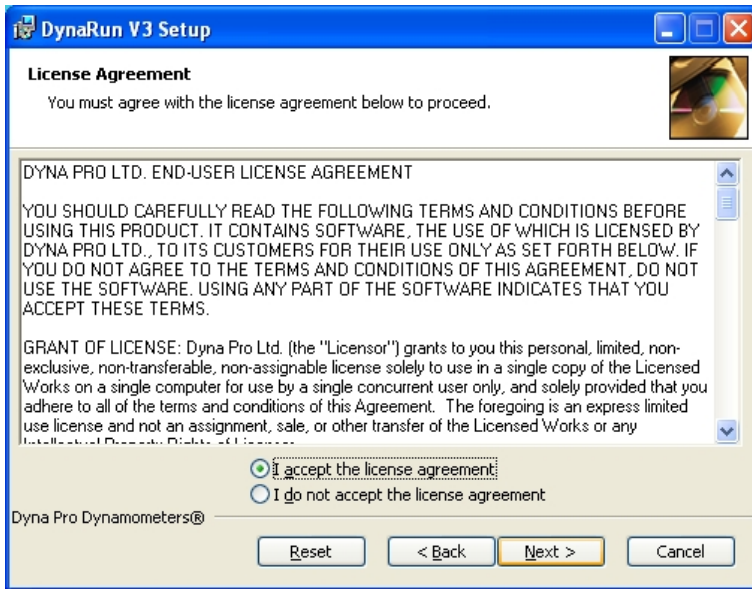 DynaRun V3 Setup
License Agreement
You must agree with the license agreement below to proceed.
DYNA PRO LTD. END-USER LICENSE AGREEMENT
YOU SHOULD CAREFULLY READ THE FOLLOWING TERMS AND CONDITIONS BEFORE
USING THIS PRODUCT. IT CONTAINS SOFTWARE, THE USE OF WHICH IS LICENSED BY
DYNA PRO LTD., TO ITS CUSTOMERS FOR THEIR USE ONLY AS SET FORTH BELOW. IF
YOU DO NOT AGREE TO THE TERMS AND CONDITIONS OF THIS AGREEMENT, DO NOT
USE THE SOFTWARE. USING ANY PART OF THE SOFTWARE INDICATES THAT YOU
ACCEPT THESE TERMS.
GRANT OF LICENSE: Dyna Pro Ltd. (the "Licensor") grants to you this personal, limited, non-
exclusive, non-transferable, non-assignable license solely to use in a single copy of the Licensed
Works on a single computer for use by a single concurrent user only, and solely provided that you
adhere to all of the terms and conditions of this Agreement.  The foregoing is an express limited
use license and not an assignment, sale, or other transfer of the Licensed Works or any
Intellectual Property Rights of Licensor.
I accept the license agreement
I do not accept the license agreement
Dyna Pro Dynamometers®
Reset
< Back
Next >
Cancel